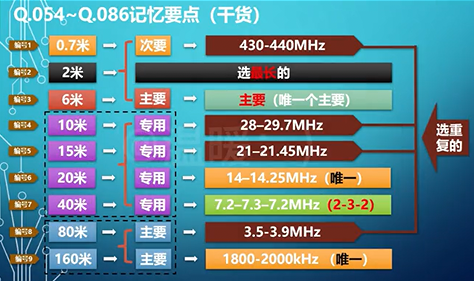 Q.054~Q.086记忆要点（干货）
编号1 0.7米 次要 430-440MHz
编号2 2米 选最长的
编号3 6米 主要 主要（唯一个主要）
编号4 10米 专用 28–29.7MHz
编号5 15米 专用 21–21.45MHz
编号6 20米 专用 14–14.25MHz（唯一）
编号7 40米 专用 7.2–7.3–7.2MHz（2-3-2）
编号8 80米 主要 3.5-3.9MHz
编号9 160米 主要 1800-2000kHz（唯一）
选重
复的